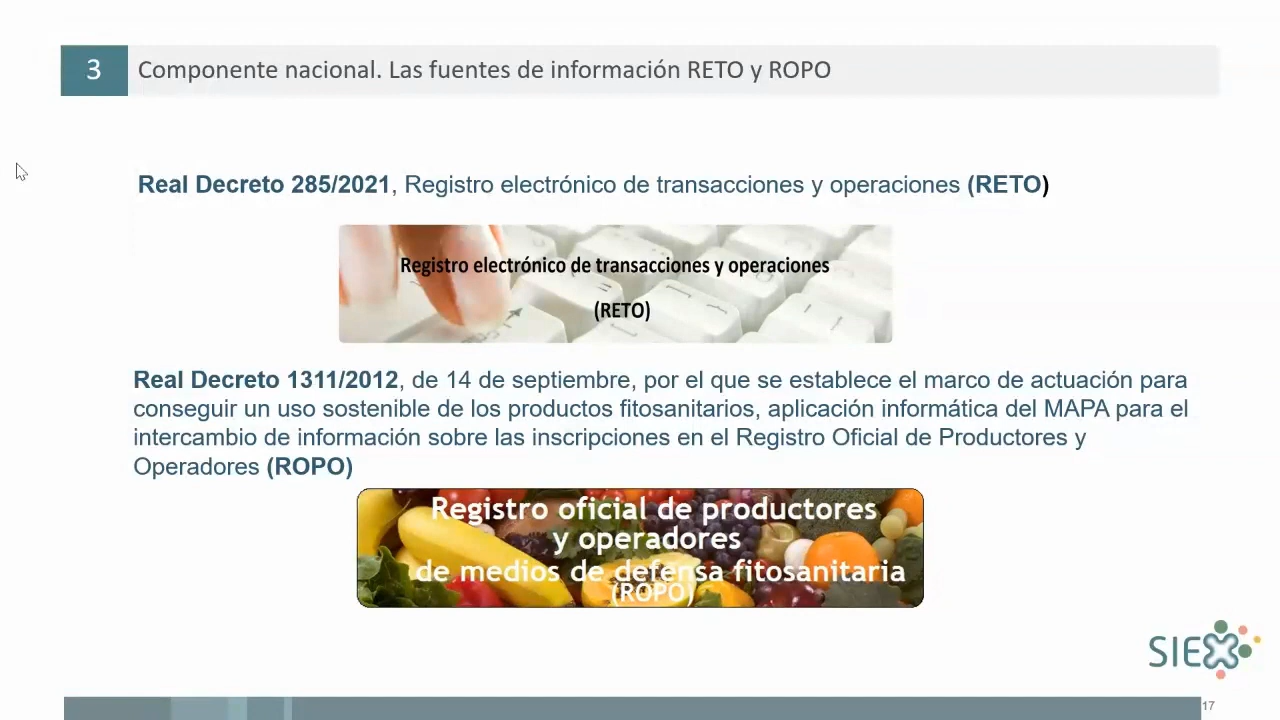 3
Componente nacional. Las fuentes de información RETO y ROPO
Real Decreto 285/2021, Registro electrónico de transacciones y operaciones (RETO)
Registro electrónico de transacciones y operaciones
(RETO)
Real Decreto 1311/2012, de 14 de septiembre, por el que se establece el marco de actuación para
conseguir un uso sostenible de los productos fitosanitarios, aplicación informática del MAPA para el
intercambio de información sobre las inscripciones en el Registro Oficial de Productores y
Operadores (ROPO)
Registro oficial de productores
y operadores
de medios de defensa fitosanitaria
(ROPO)
SIEX
17